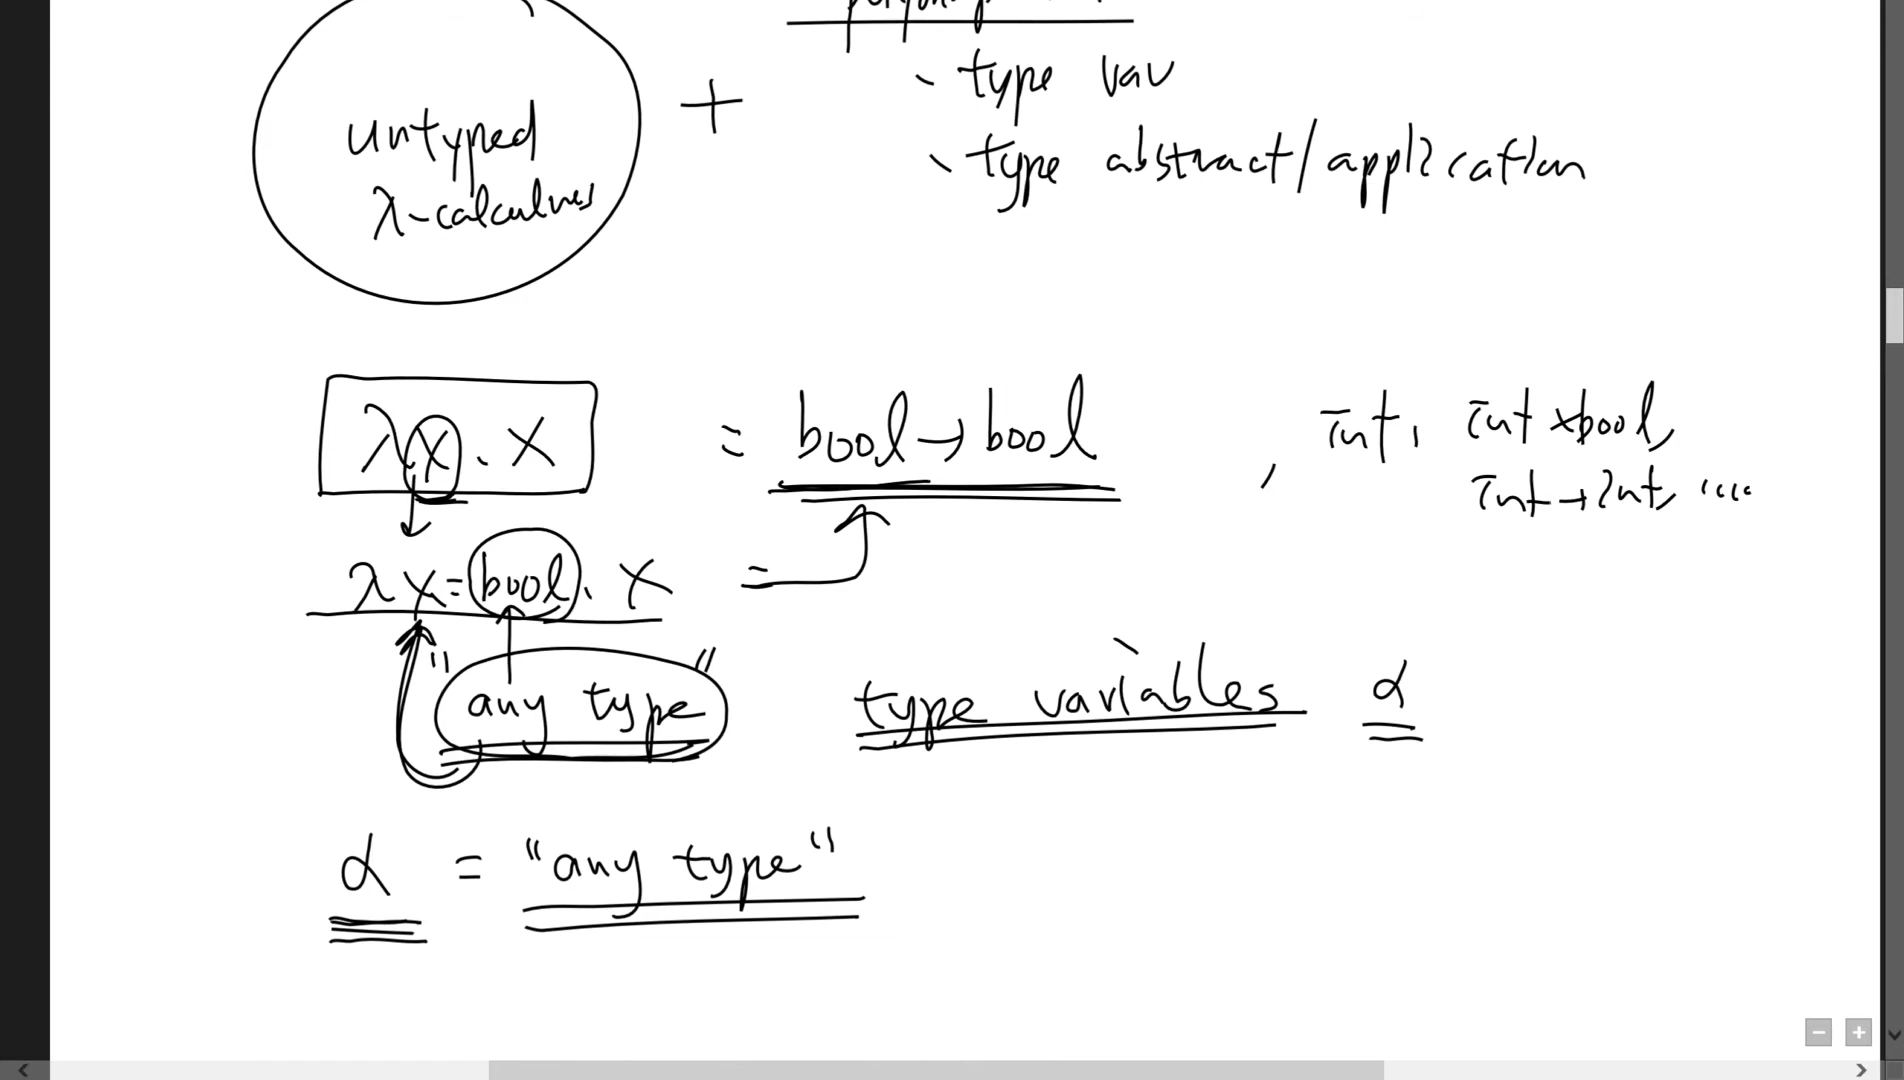 - type var
untyped +
- type abstract/application
λ-calculus
λx. x = bool → bool , int, int × bool,
int → int, ....
λx=bool. x =
"any type" type variables α
α = "any type"